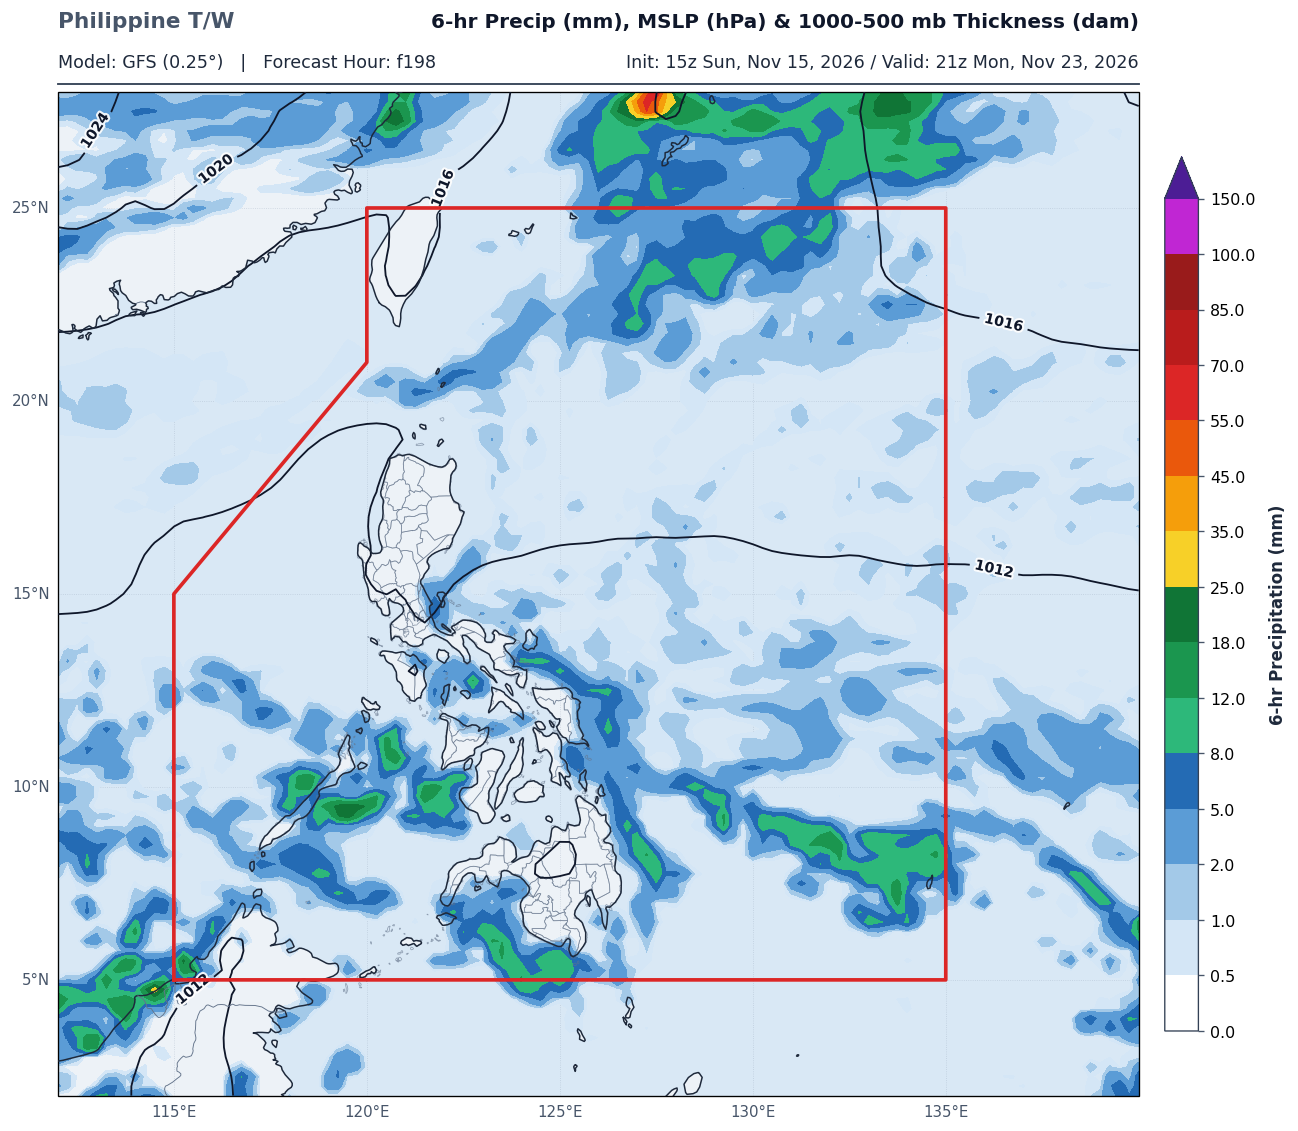 Philippine T/W
6-hr Precip (mm), MSLP (hPa) & 1000-500 mb Thickness (dam)
Model: GFS (0.25°) | Forecast Hour: f198
Init: 15z Sun, Nov 15, 2026 / Valid: 21z Mon, Nov 23, 2026
1024
1020
1016
1016
1012
1012
25°N
20°N
15°N
10°N
5°N
115°E
120°E
125°E
130°E
135°E
150.0
100.0
85.0
70.0
55.0
45.0
35.0
25.0
18.0
12.0
8.0
5.0
2.0
1.0
0.5
0.0
6-hr Precipitation (mm)